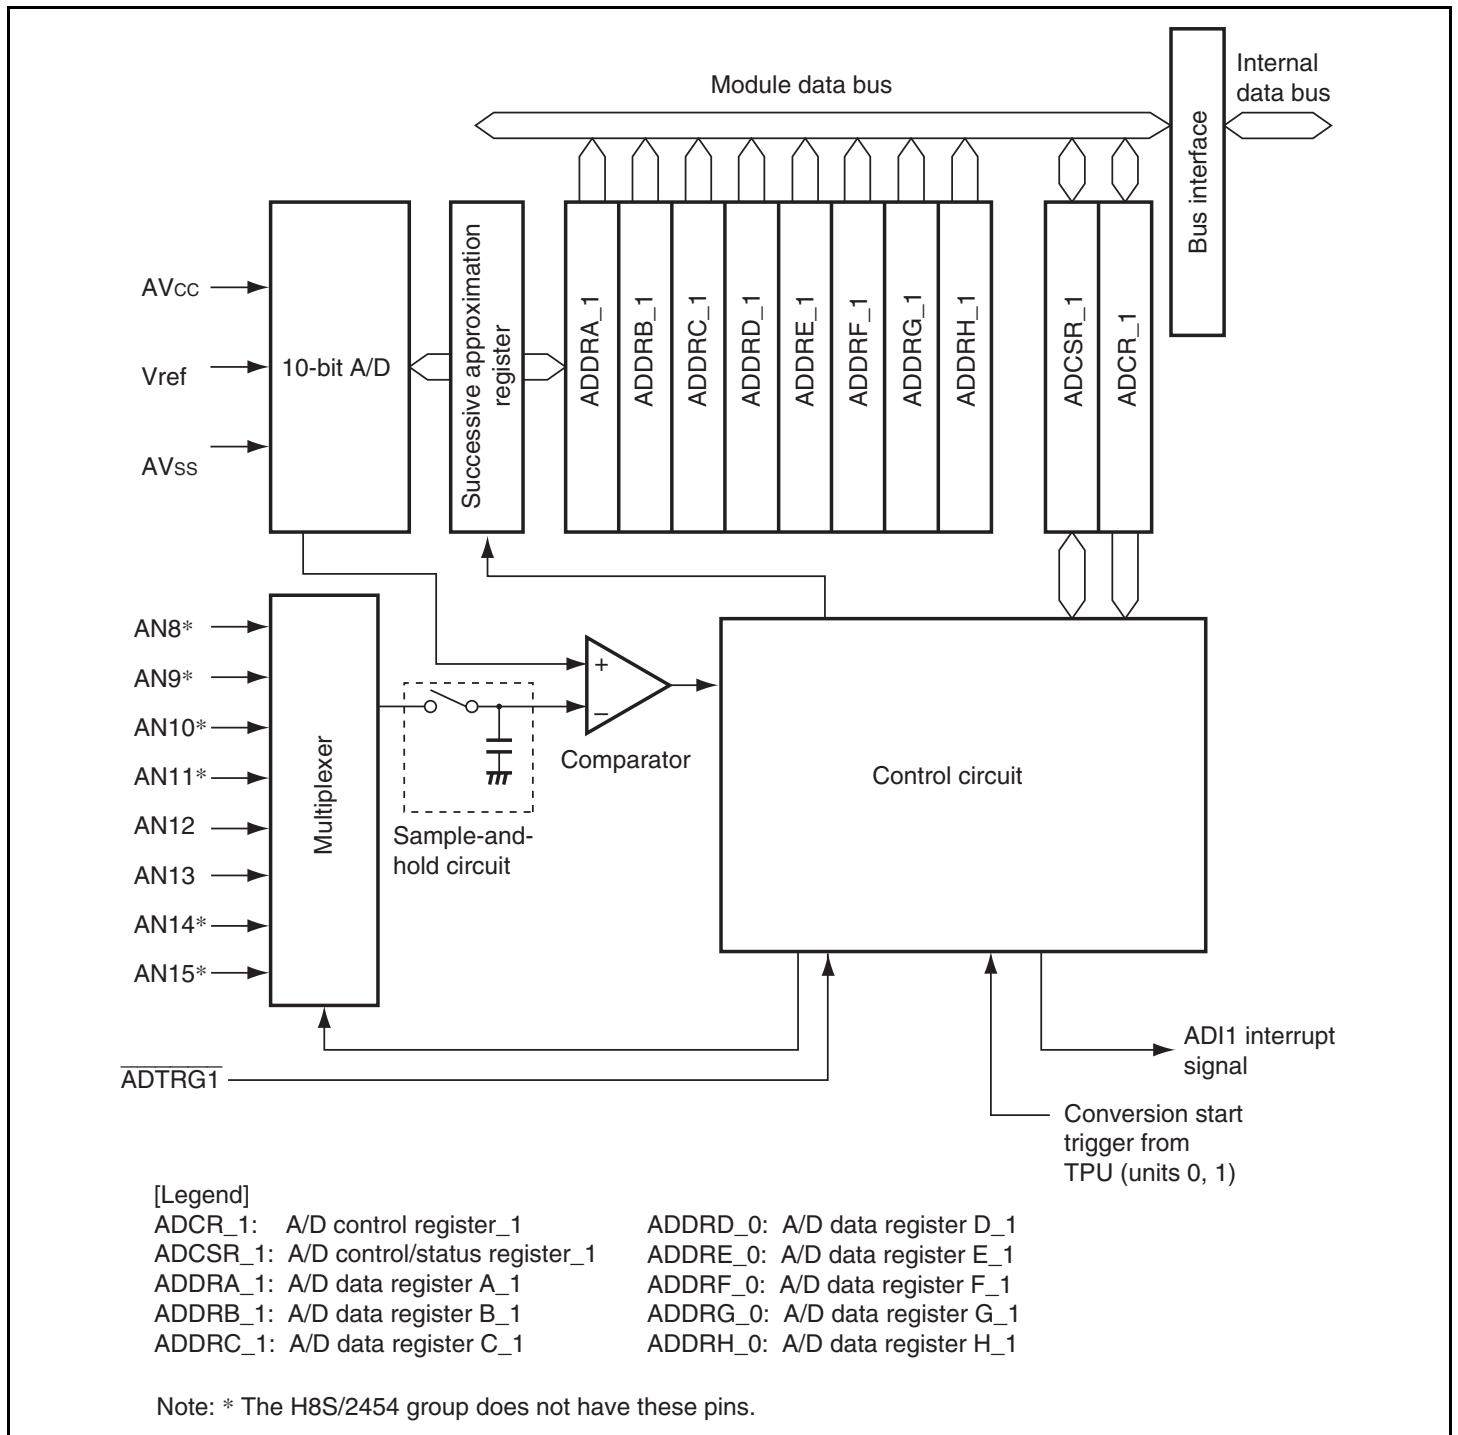 Module data bus
Internal
data bus
Bus interface
AVCC
Vref
AVSS
10-bit A/D
Successive approximation
register
ADDRA_1
ADDRB_1
ADDRC_1
ADDRD_1
ADDRE_1
ADDRF_1
ADDRG_1
ADDRH_1
ADCSR_1
ADCR_1
AN8*
AN9*
AN10*
AN11*
AN12
AN13
AN14*
AN15*
Multiplexer
+
−
Comparator
Sample-and-
hold circuit
Control circuit
ADTRG1
ADI1 interrupt
signal
Conversion start
trigger from
TPU (units 0, 1)
[Legend]
ADCR_1: A/D control register_1
ADCSR_1: A/D control/status register_1
ADDRA_1: A/D data register A_1
ADDRB_1: A/D data register B_1
ADDRC_1: A/D data register C_1
ADDRD_0: A/D data register D_1
ADDRE_0: A/D data register E_1
ADDRF_0: A/D data register F_1
ADDRG_0: A/D data register G_1
ADDRH_0: A/D data register H_1
Note: * The H8S/2454 group does not have these pins.